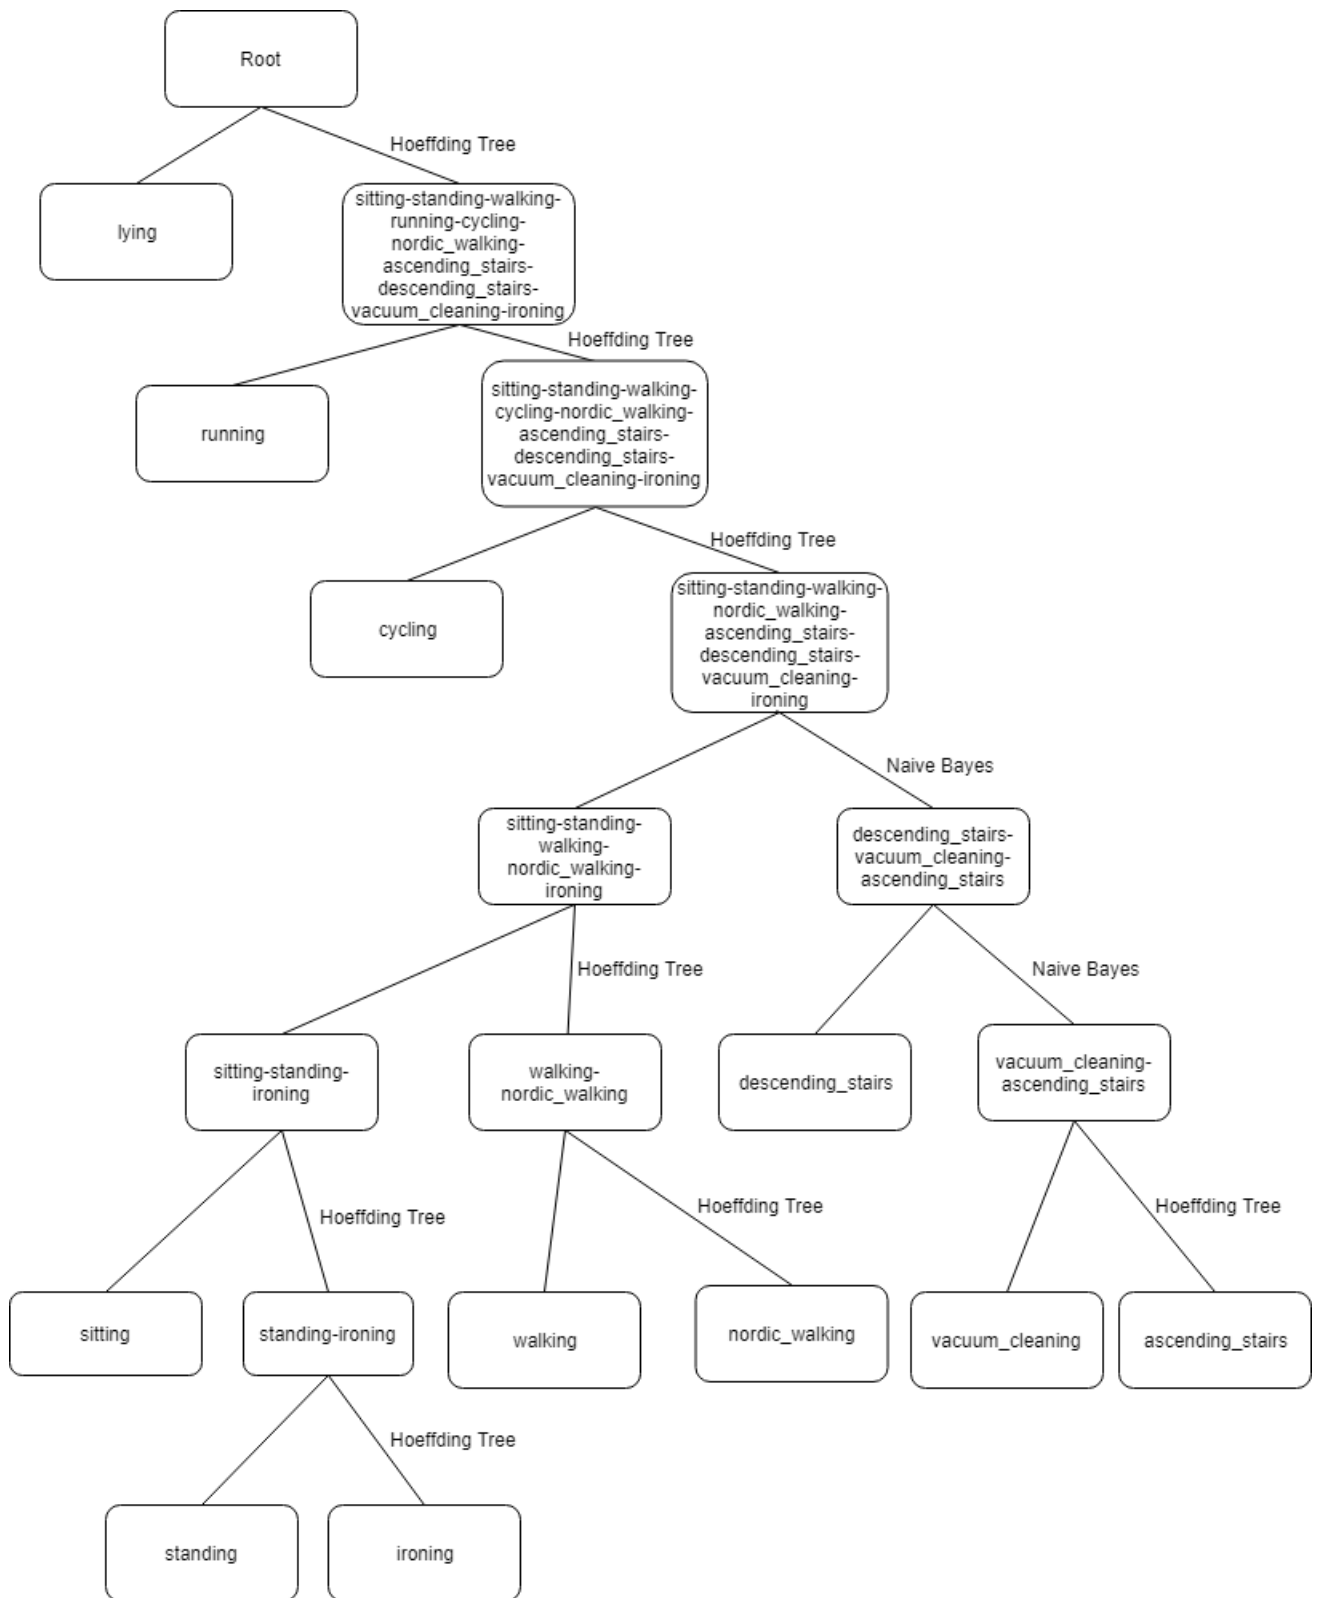 Root
Hoeffding Tree
lying
sitting-standing-walking-
running-cycling-
nordic_walking-
ascending_stairs-
descending_stairs-
vacuum_cleaning-ironing
Hoeffding Tree
running
sitting-standing-walking-
cycling-nordic_walking-
ascending_stairs-
descending_stairs-
vacuum_cleaning-ironing
Hoeffding Tree
cycling
sitting-standing-walking-
nordic_walking-
ascending_stairs-
descending_stairs-
vacuum_cleaning-
ironing
Naive Bayes
sitting-standing-
walking-
nordic_walking-
ironing
descending_stairs-
vacuum_cleaning-
ascending_stairs
Hoeffding Tree
Naive Bayes
sitting-standing-
ironing
walking-
nordic_walking
descending_stairs
vacuum_cleaning-
ascending_stairs
Hoeffding Tree
Hoeffding Tree
Hoeffding Tree
sitting
standing-ironing
walking
nordic_walking
vacuum_cleaning
ascending_stairs
Hoeffding Tree
standing
ironing